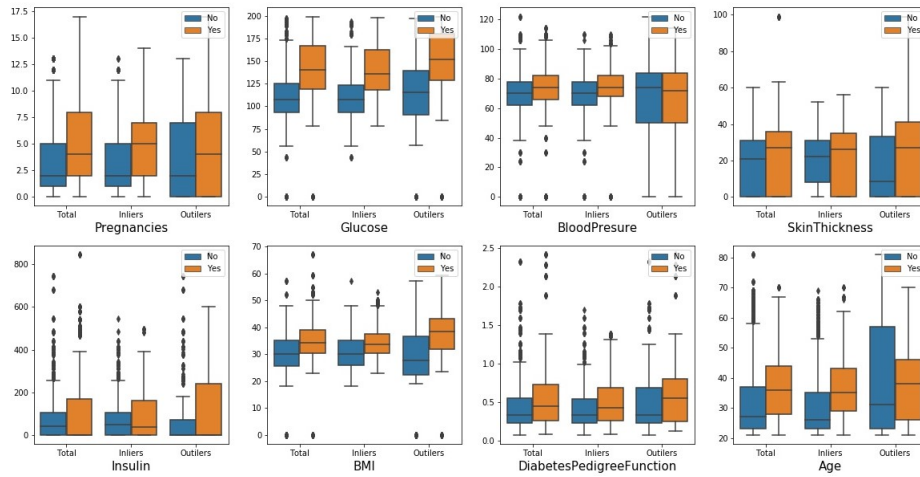 17.5
15.0
12.5
10.0
7.5
5.0
2.5
0.0
No
Yes
Total
Inliers
Outilers
Pregnancies
200
175
150
125
100
75
50
25
0
No
Yes
Total
Inliers
Outilers
Glucose
120
100
80
60
40
20
0
No
Yes
Total
Inliers
Outilers
BloodPresure
100
80
60
40
20
0
No
Yes
Total
Inliers
Outilers
SkinThickness
800
600
400
200
0
No
Yes
Total
Inliers
Outilers
Insulin
70
60
50
40
30
20
10
0
No
Yes
Total
Inliers
Outilers
BMI
2.5
2.0
1.5
1.0
0.5
0.0
No
Yes
Total
Inliers
Outilers
DiabetesPedigreeFunction
80
70
60
50
40
30
20
No
Yes
Total
Inliers
Outilers
Age